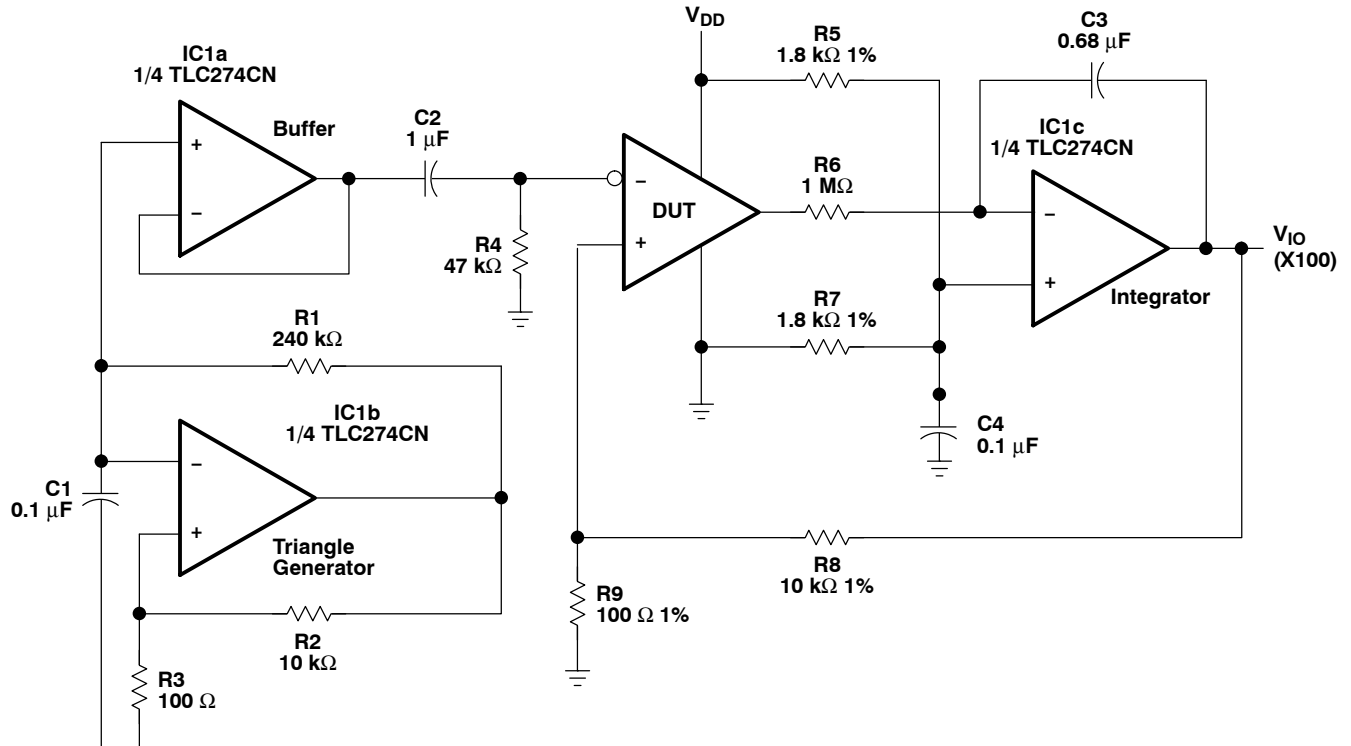 IC1a
1/4 TLC274CN
+
−
Buffer
C2
1 μF
R4
47 kΩ
VDD
R5
1.8 kΩ 1%
C3
0.68 μF
−
DUT
+
R6
1 MΩ
R7
1.8 kΩ 1%
IC1c
1/4 TLC274CN
−
+
Integrator
VIO
(X100)
C4
0.1 μF
R1
240 kΩ
IC1b
1/4 TLC274CN
−
+
Triangle
Generator
C1
0.1 μF
R2
10 kΩ
R3
100 Ω
R8
10 kΩ 1%
R9
100 Ω 1%